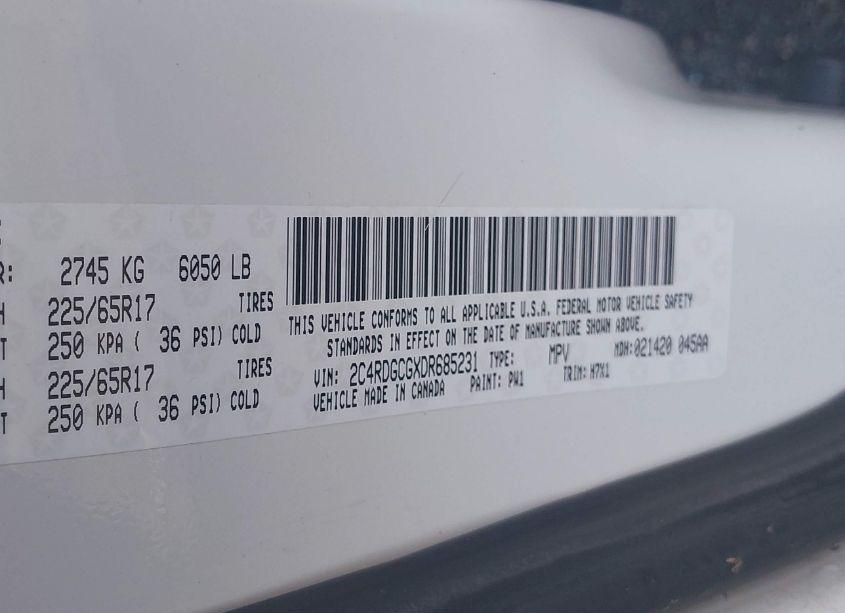 R: 2745 KG 6050 LB
H 225/65R17 TIRES
T 250 KPA ( 36 PSI) COLD
H 225/65R17 TIRES
T 250 KPA ( 36 PSI) COLD
THIS VEHICLE CONFORMS TO ALL APPLICABLE U.S.A. FEDERAL MOTOR VEHICLE SAFETY
STANDARDS IN EFFECT ON THE DATE OF MANUFACTURE SHOWN ABOVE.
VIN: 2C4RDGCGXDR685231 TYPE: MPV MDH:021420 045AA
VEHICLE MADE IN CANADA PAINT: PW1 TRIM: H7X1